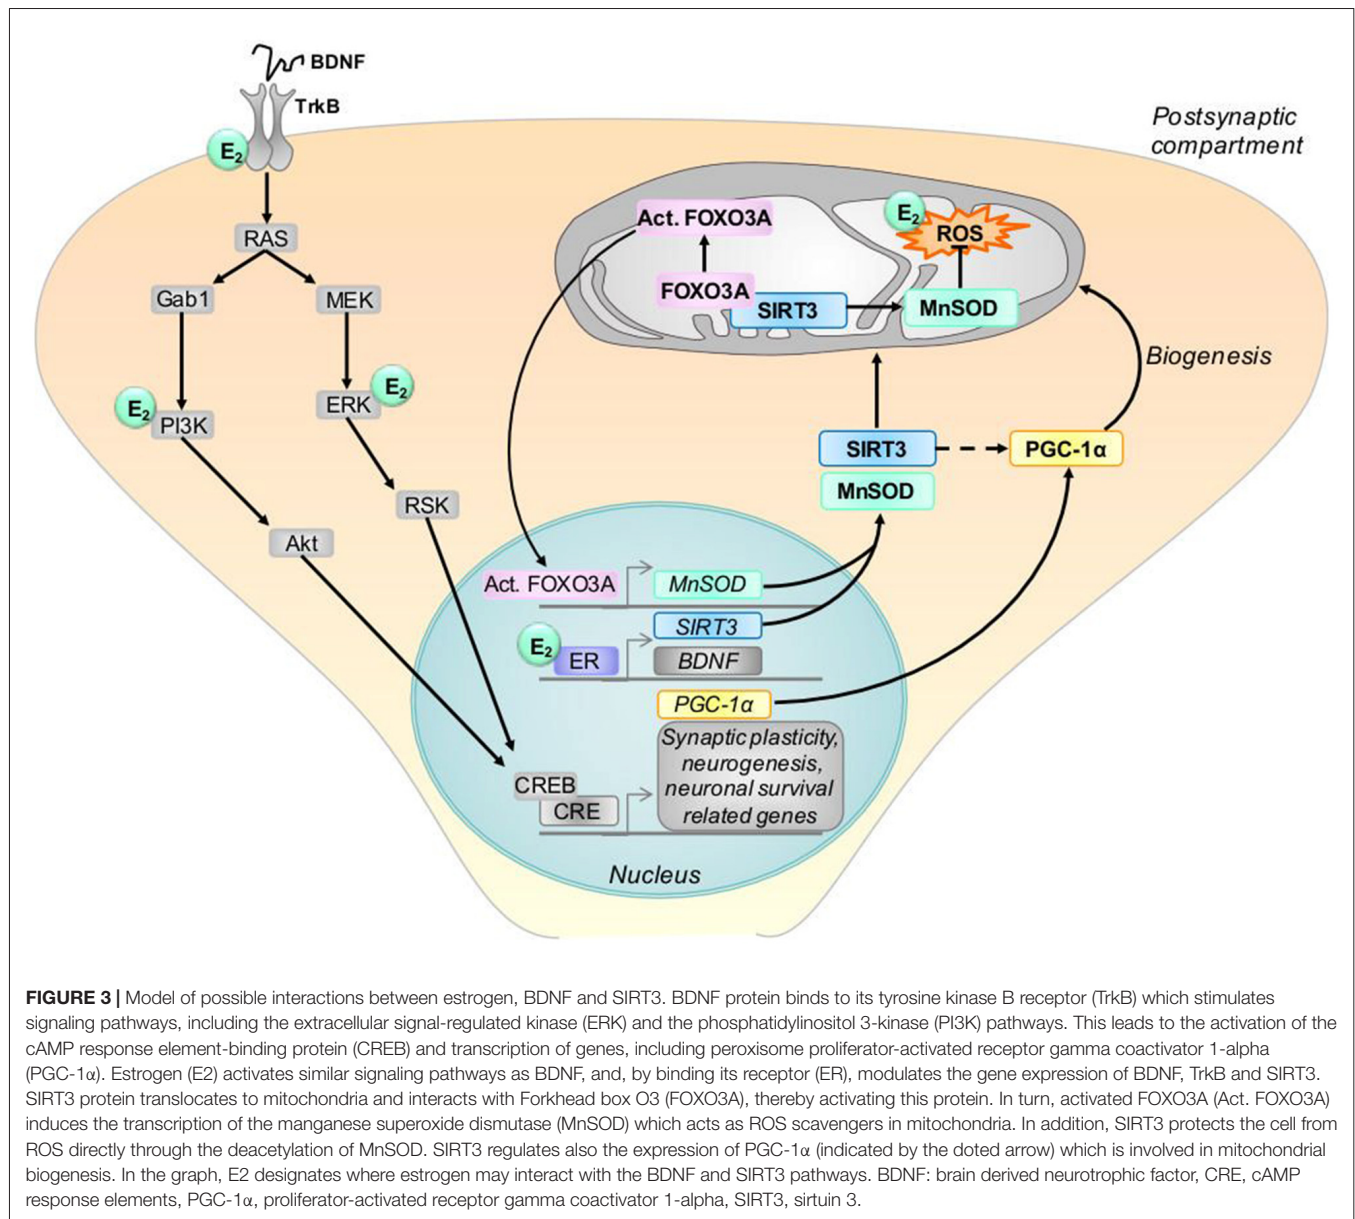 BDNF
TrkB
E2
Postsynaptic
compartment
RAS
Gab1
MEK
E2
PI3K
ERK
E2
RSK
Akt
Act. FOXO3A
E2
ROS
FOXO3A
SIRT3
MnSOD
Biogenesis
SIRT3
PGC-1α
MnSOD
Act. FOXO3A
MnSOD
SIRT3
E2
ER
BDNF
PGC-1α
Synaptic plasticity,
neurogenesis,
neuronal survival
related genes
CREB
CRE
Nucleus
FIGURE 3 | Model of possible interactions between estrogen, BDNF and SIRT3. BDNF protein binds to its tyrosine kinase B receptor (TrkB) which stimulates
signaling pathways, including the extracellular signal-regulated kinase (ERK) and the phosphatidylinositol 3-kinase (PI3K) pathways. This leads to the activation of the
cAMP response element-binding protein (CREB) and transcription of genes, including peroxisome proliferator-activated receptor gamma coactivator 1-alpha
(PGC-1α). Estrogen (E2) activates similar signaling pathways as BDNF, and, by binding its receptor (ER), modulates the gene expression of BDNF, TrkB and SIRT3.
SIRT3 protein translocates to mitochondria and interacts with Forkhead box O3 (FOXO3A), thereby activating this protein. In turn, activated FOXO3A (Act. FOXO3A)
induces the transcription of the manganese superoxide dismutase (MnSOD) which acts as ROS scavengers in mitochondria. In addition, SIRT3 protects the cell from
ROS directly through the deacetylation of MnSOD. SIRT3 regulates also the expression of PGC-1α (indicated by the doted arrow) which is involved in mitochondrial
biogenesis. In the graph, E2 designates where estrogen may interact with the BDNF and SIRT3 pathways. BDNF: brain derived neurotrophic factor, CRE, cAMP
response elements, PGC-1α, proliferator-activated receptor gamma coactivator 1-alpha, SIRT3, sirtuin 3.